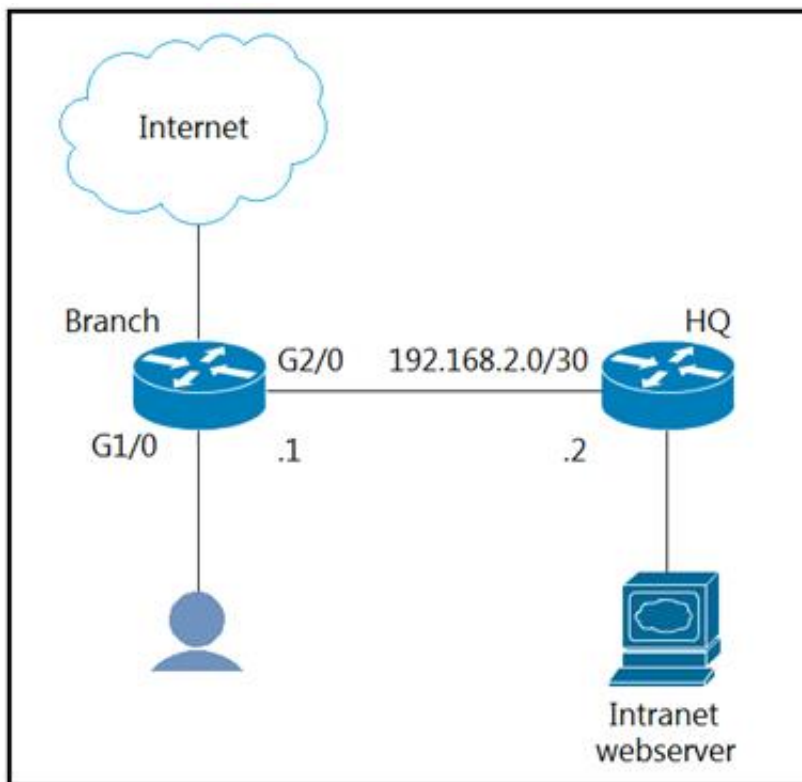 Internet
Branch
HQ
G2/0
192.168.2.0/30
G1/0
.1
.2
Intranet
webserver